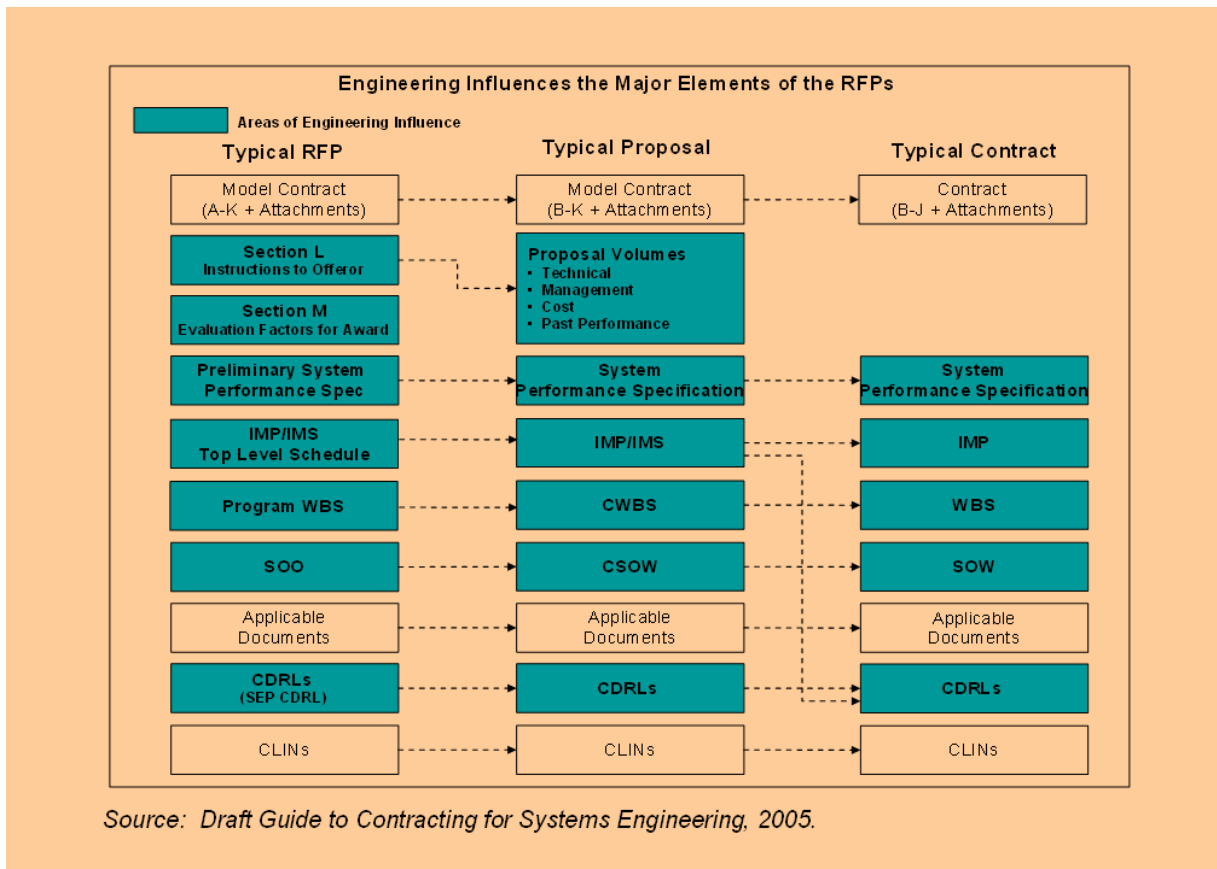 Engineering Influences the Major Elements of the RFPs
Areas of Engineering Influence
Typical RFP
Typical Proposal
Typical Contract
Model Contract
(A-K + Attachments)
Model Contract
(B-K + Attachments)
Contract
(B-J + Attachments)
Section L
Instructions to Offeror
Proposal Volumes
▪ Technical
▪ Management
▪ Cost
▪ Past Performance
Section M
Evaluation Factors for Award
Preliminary System
Performance Spec
System
Performance Specification
System
Performance Specification
IMP/IMS
Top Level Schedule
IMP/IMS
IMP
Program WBS
CWBS
WBS
SOO
CSOW
SOW
Applicable
Documents
Applicable
Documents
Applicable
Documents
CDRLs
(SEP CDRL)
CDRLs
CDRLs
CLINs
CLINs
CLINs
Source: Draft Guide to Contracting for Systems Engineering, 2005.